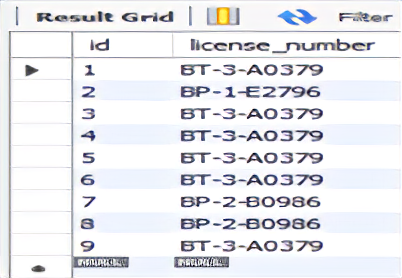 Result Grid Filter
id license_number
1 BT-3-A0379
2 BP-1-E2796
3 BT-3-A0379
4 BT-3-A0379
5 BT-3-A0379
6 BT-3-A0379
7 BP-2-B0986
8 BP-2-B0986
9 BT-3-A0379